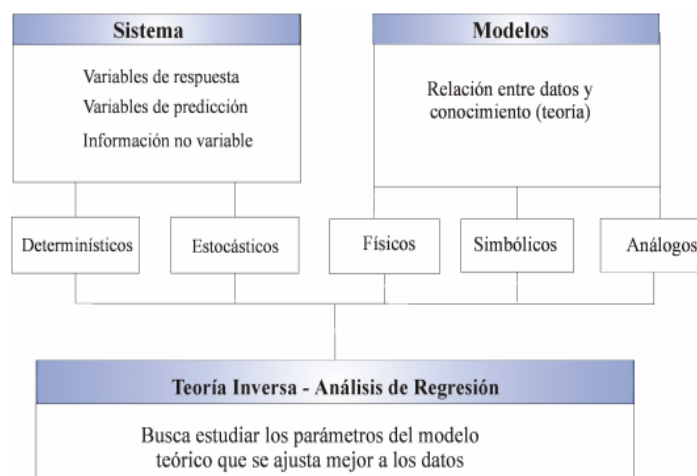 Sistema
Variables de respuesta
Variables de predicción
Información no variable
Modelos
Relación entre datos y
conocimiento (teoría)
Determinísticos
Estocásticos
Físicos
Simbólicos
Análogos
Teoría Inversa - Análisis de Regresión
Busca estudiar los parámetros del modelo
teórico que se ajusta mejor a los datos